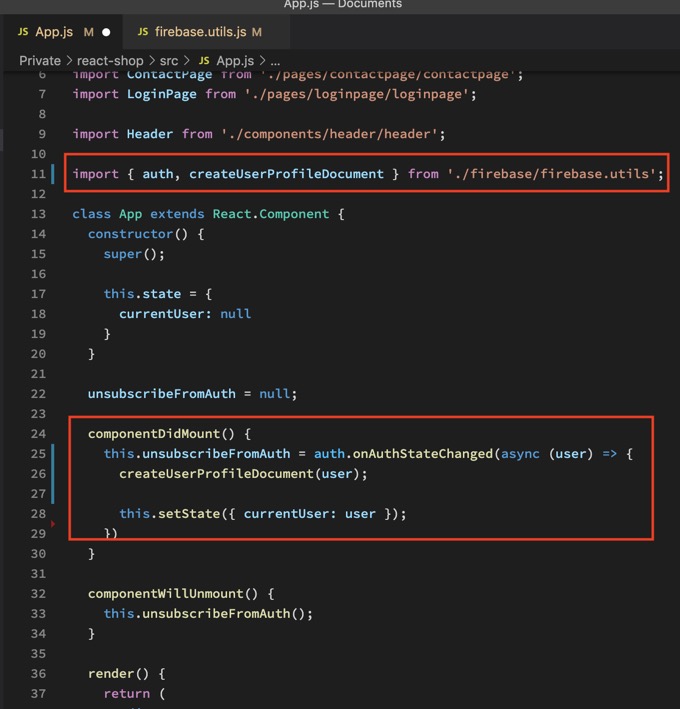 App.js — Documents
JS App.js M JS firebase.utils.js M
Private > react-shop > src > JS App.js > ...
6 import ContactPage from './pages/contactpage/contactpage';
7 import LoginPage from './pages/loginpage/loginpage';
8
9 import Header from './components/header/header';
10
11 import { auth, createUserProfileDocument } from './firebase/firebase.utils';
12
13 class App extends React.Component {
14   constructor() {
15     super();
16
17     this.state = {
18       currentUser: null
19     }
20   }
21
22   unsubscribeFromAuth = null;
23
24   componentDidMount() {
25     this.unsubscribeFromAuth = auth.onAuthStateChanged(async (user) => {
26       createUserProfileDocument(user);
27
28       this.setState({ currentUser: user });
29     })
30   }
31
32   componentWillUnmount() {
33     this.unsubscribeFromAuth();
34   }
35
36   render() {
37     return (